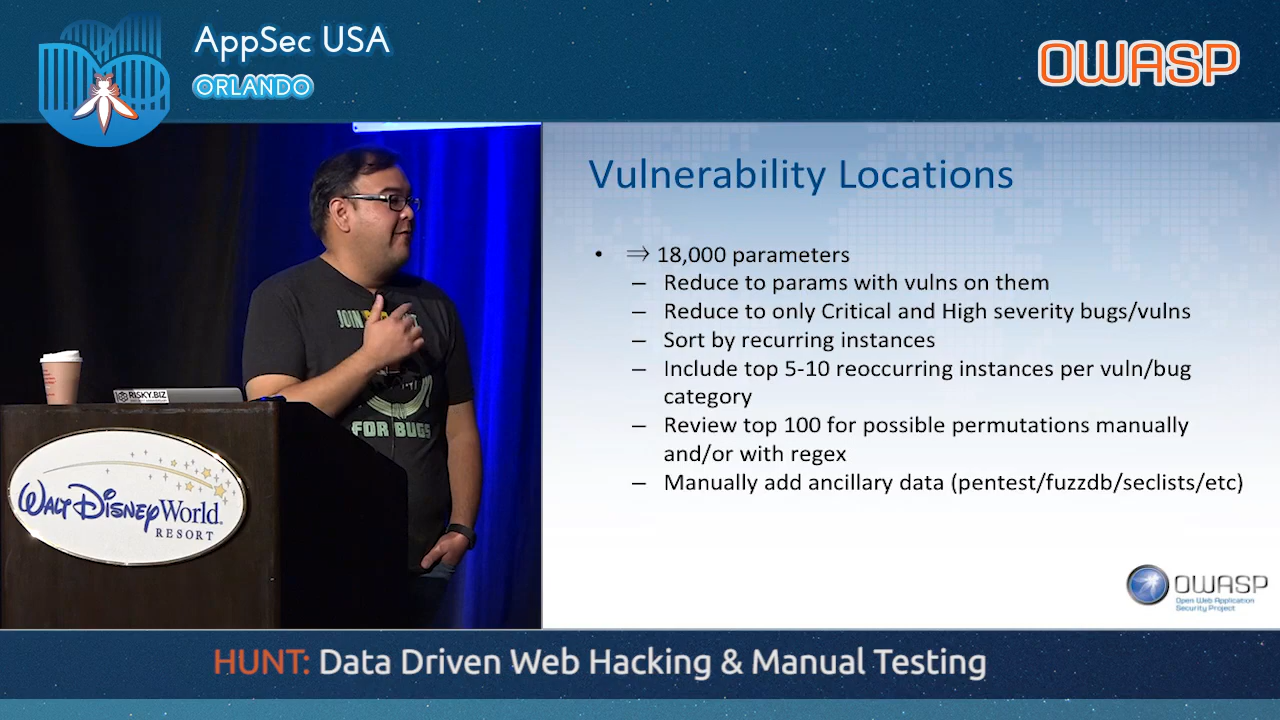 AppSec USA
ORLANDO
OWASP
Vulnerability Locations
• ⇒ 18,000 parameters
– Reduce to params with vulns on them
– Reduce to only Critical and High severity bugs/vulns
– Sort by recurring instances
– Include top 5-10 reoccurring instances per vuln/bug
category
– Review top 100 for possible permutations manually
and/or with regex
– Manually add ancillary data (pentest/fuzzdb/seclists/etc)
JOIN
FOR BUGS
RISKY.BIZ
WALT DISNEY World
RESORT
OWASP
Open Web Application
Security Project
HUNT: Data Driven Web Hacking & Manual Testing